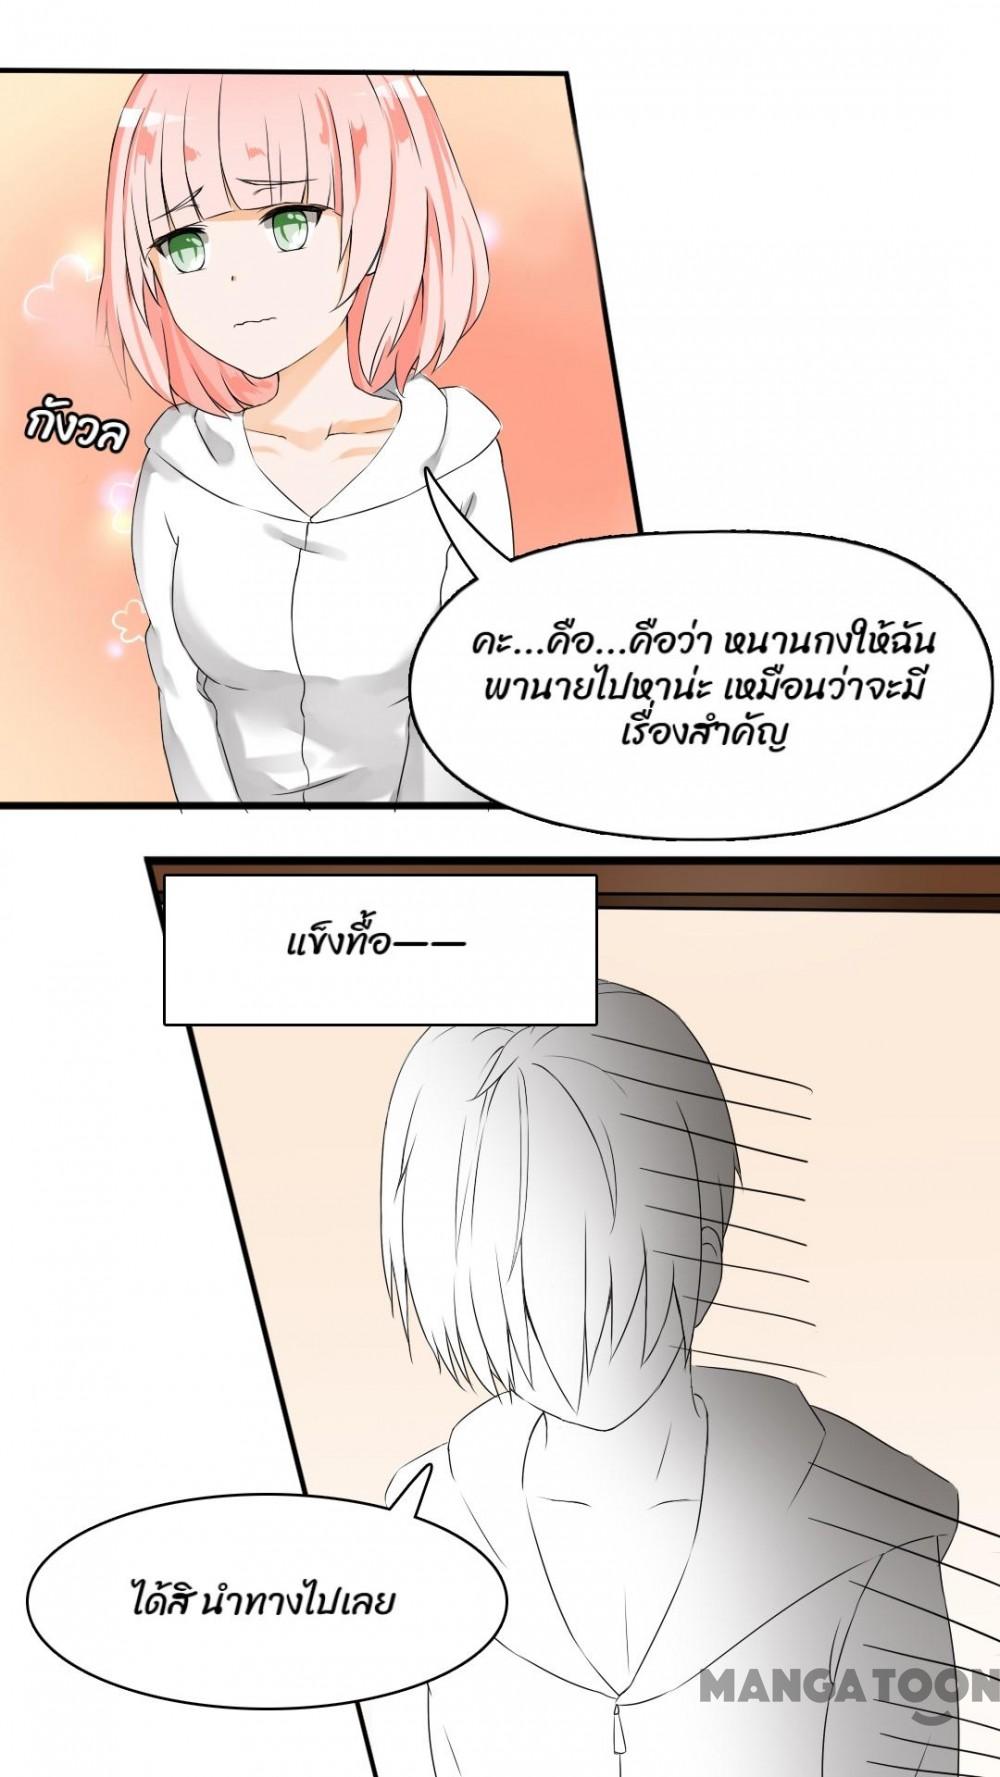 กังวล
คะ...คือ...คือว่า หนานกงให้ฉัน
พานายไปหาน่ะ เหมือนว่าจะมี
เรื่องสำคัญ
แข็งทื้อ——
ได้สิ นำทางไปเลย
MANGATOON